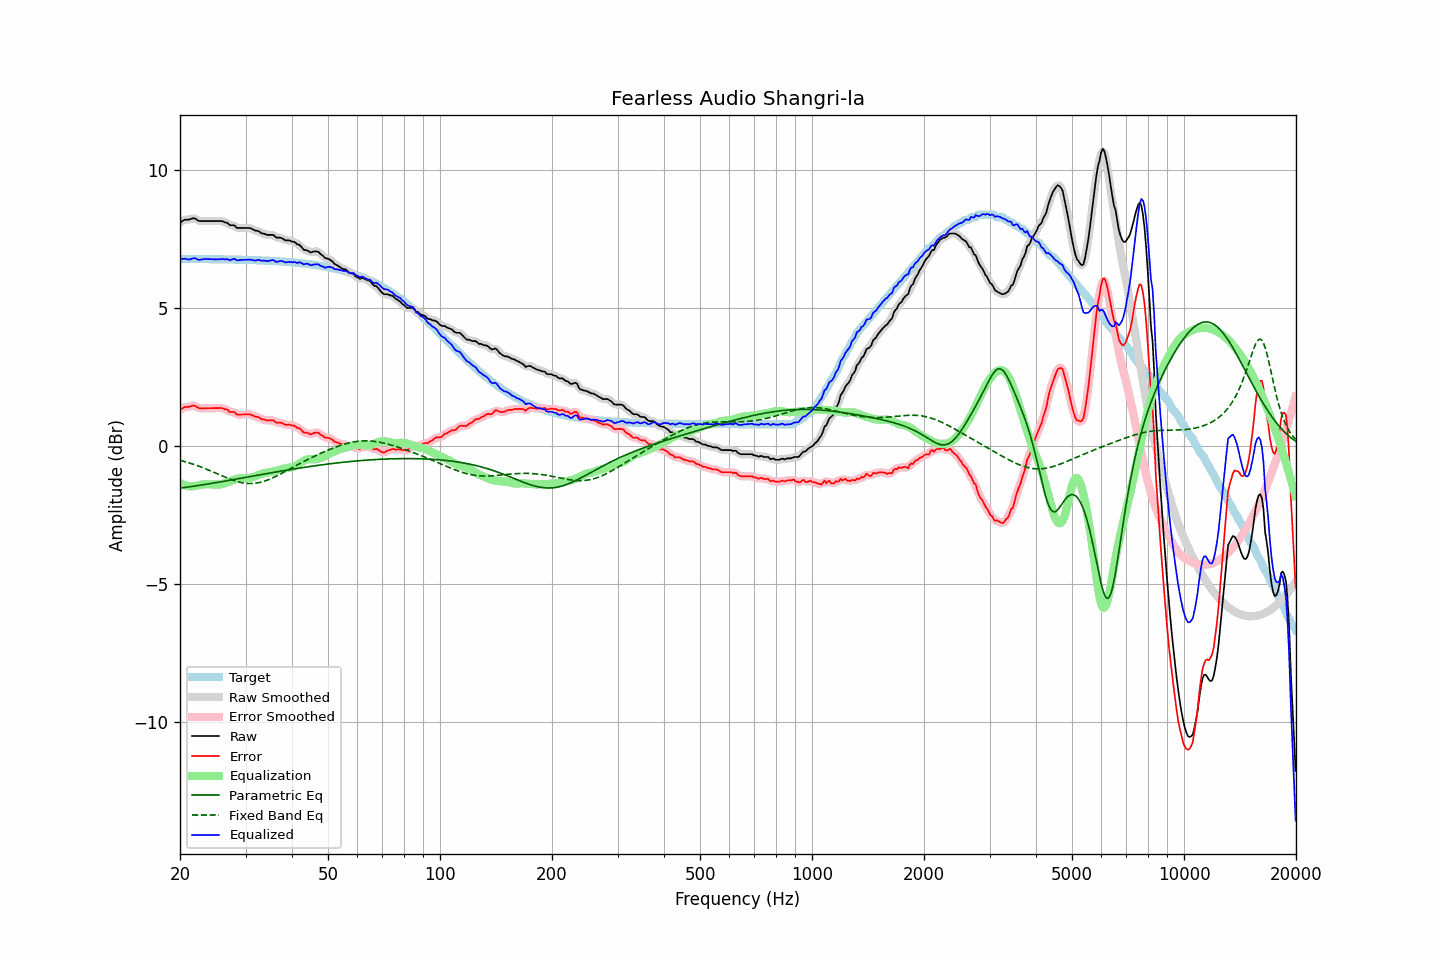 Fearless Audio Shangri-la
Amplitude (dBr)
10
5
0
−5
−10
Target
Raw Smoothed
Error Smoothed
Raw
Error
Equalization
Parametric Eq
Fixed Band Eq
Equalized
20 50 100 200 500 1000 2000 5000 10000 20000
Frequency (Hz)